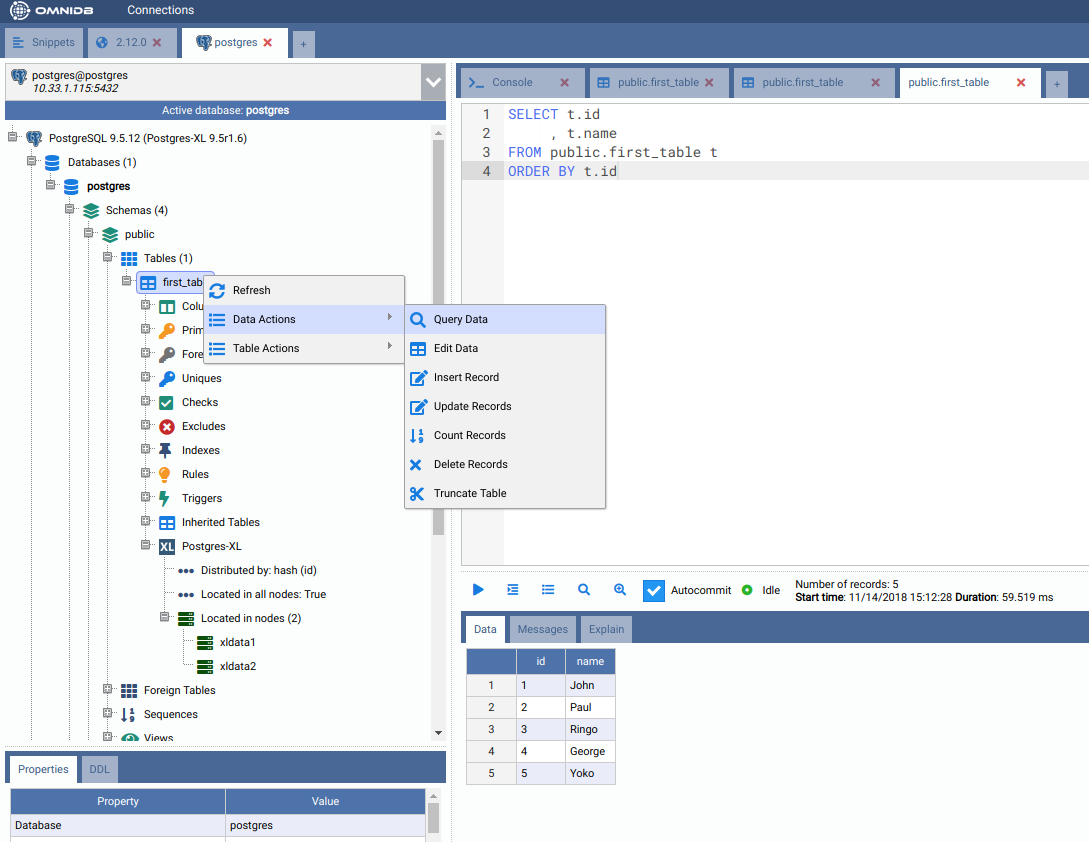 OMNIDB Connections
Snippets 2.12.0 postgres +
postgres@postgres
10.33.1.115:5432
Active database: postgres
PostgreSQL 9.5.12 (Postgres-XL 9.5r1.6)
Databases (1)
postgres
Schemas (4)
public
Tables (1)
first_tab
Colu
Prim
Fore
Uniques
Checks
Excludes
Indexes
Rules
Triggers
Inherited Tables
XL Postgres-XL
Distributed by: hash (id)
Located in all nodes: True
Located in nodes (2)
xldata1
xldata2
Foreign Tables
Sequences
Views
Refresh
Data Actions
Table Actions
Query Data
Edit Data
Insert Record
Update Records
Count Records
Delete Records
Truncate Table
Properties DDL
Property Value
Database postgres
Console public.first_table public.first_table public.first_table +
1 SELECT t.id
2 , t.name
3 FROM public.first_table t
4 ORDER BY t.id
Autocommit Idle
Number of records: 5
Start time: 11/14/2018 15:12:28 Duration: 59.519 ms
Data Messages Explain
id name
1 1 John
2 2 Paul
3 3 Ringo
4 4 George
5 5 Yoko